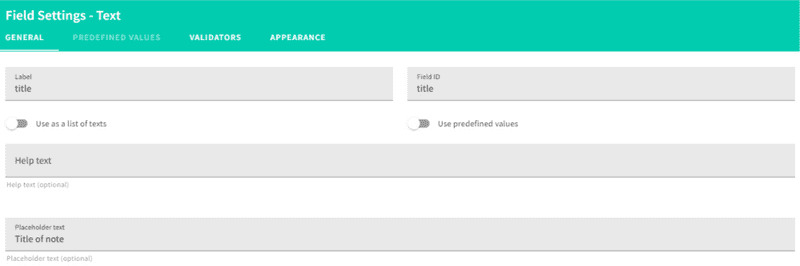 Field Settings - Text
GENERAL PREDEFINED VALUES VALIDATORS APPEARANCE
Label Field ID
title title
Use as a list of texts Use predefined values
Help text
Help text (optional)
Placeholder text
Title of note
Placeholder text (optional)